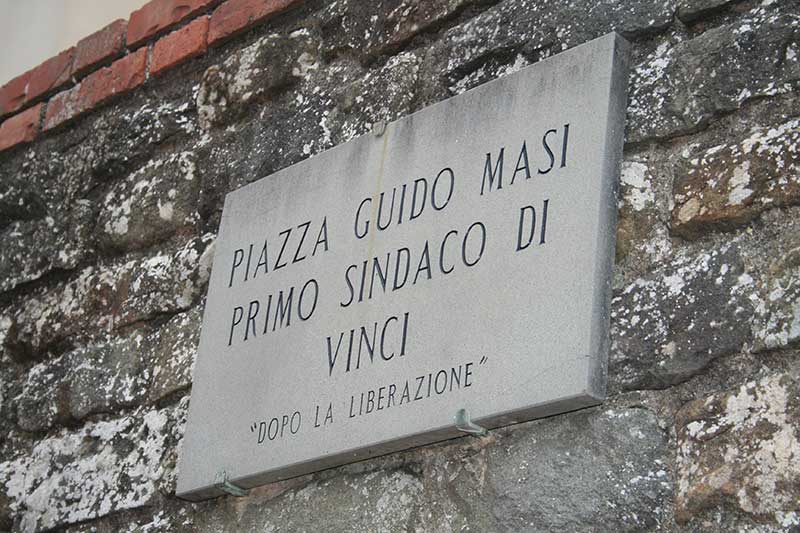 PIAZZA GUIDO MASI
PRIMO SINDACO DI
VINCI
"DOPO LA LIBERAZIONE"